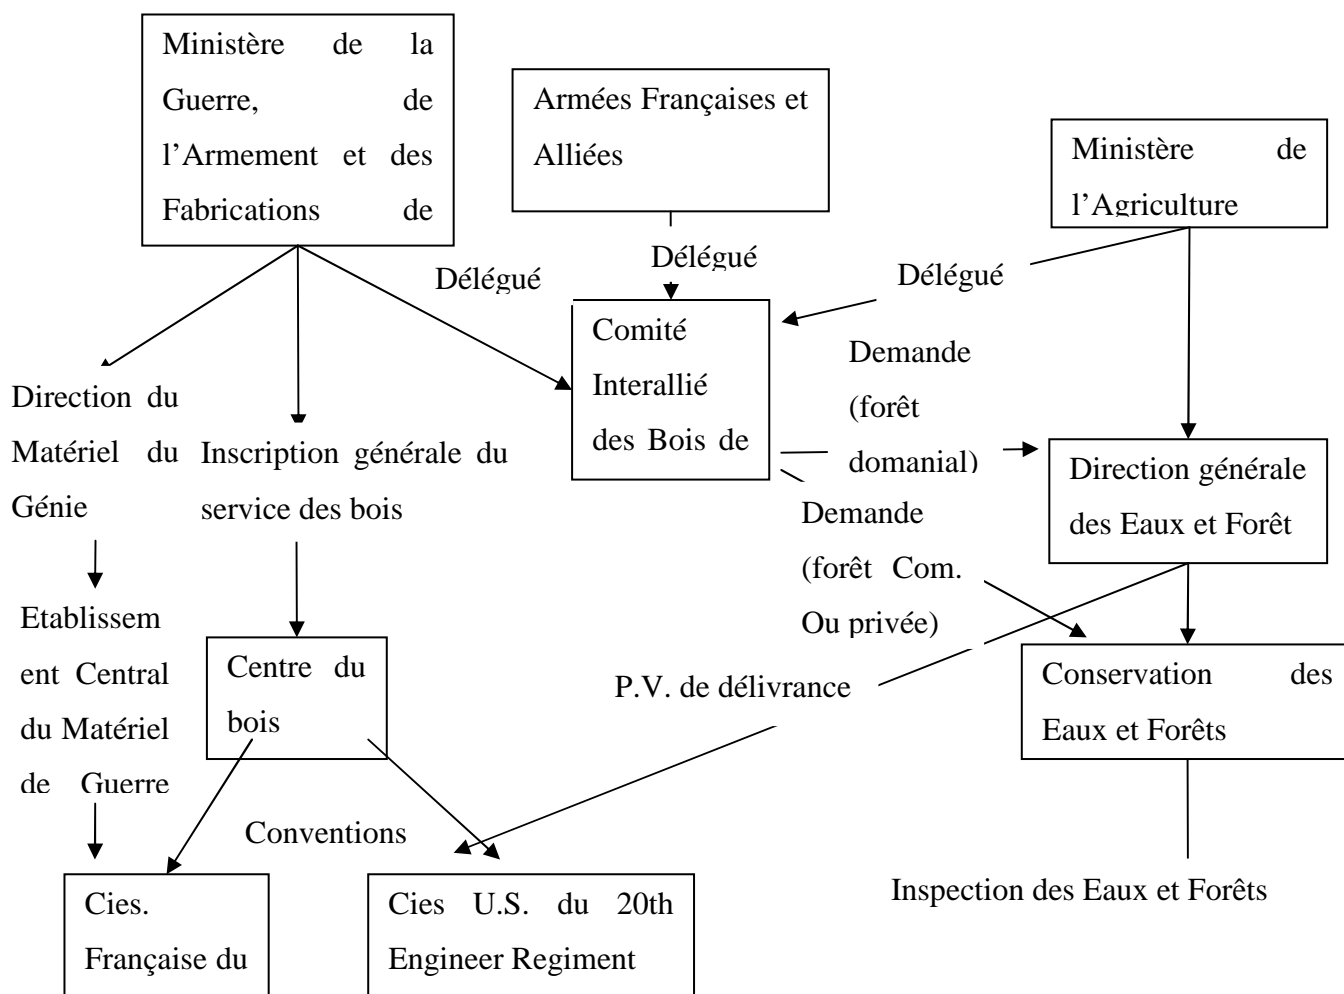 Ministère de la
Guerre, de
l'Armement et des
Fabrications de
Armées Françaises et
Alliées
Ministère de
l'Agriculture
Délégué
Délégué
Délégué
Comité
Interallié
des Bois de
Demande
(forêt
domanial)
Direction du
Matériel du
Génie
Inscription générale du
service des bois
Demande
(forêt Com.
Ou privée)
Direction générale
des Eaux et Forêt
Etablissem
ent Central
du Matériel
de Guerre
Centre du
bois
P.V. de délivrance
Conservation des
Eaux et Forêts
Conventions
Cies.
Française du
Cies U.S. du 20th
Engineer Regiment
Inspection des Eaux et Forêts